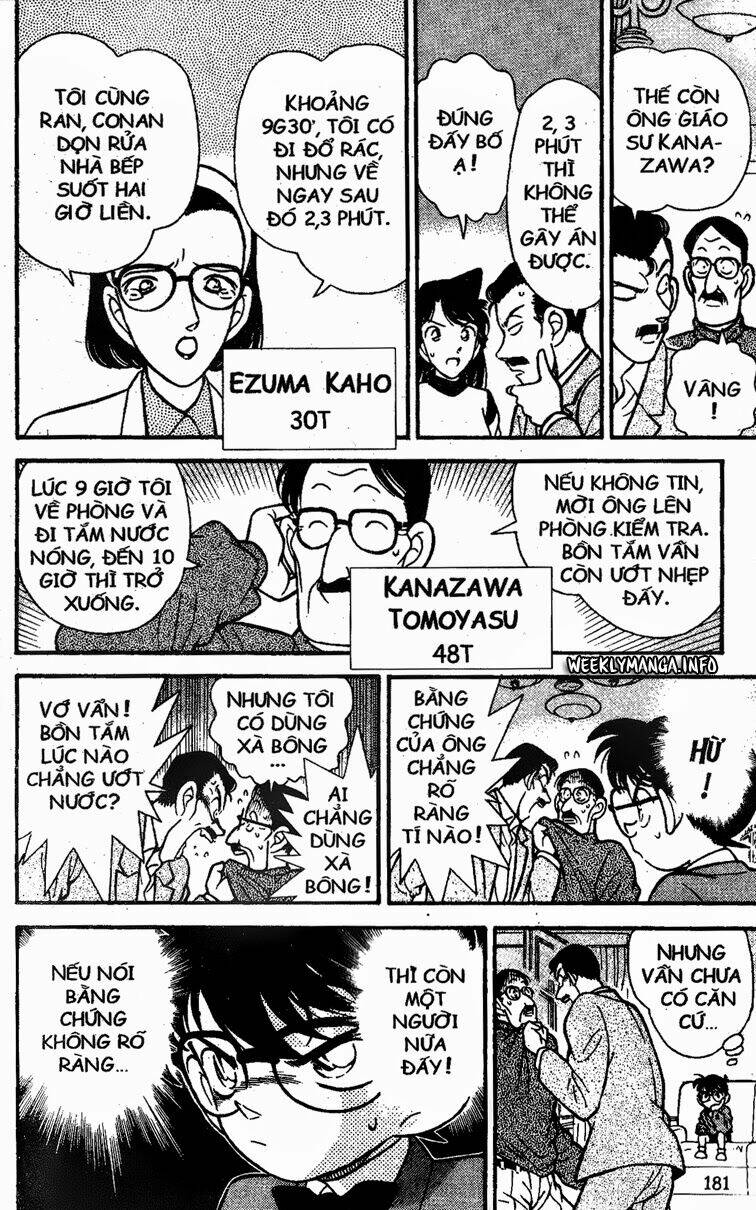 TÔI CÙNG
RAN, CONAN
DỌN RỬA
NHÀ BẾP
SUỐT HAI
GIỜ LIỀN.
KHOẢNG
9G30', TÔI CÓ
ĐI ĐỔ RÁC,
NHƯNG VỀ
NGAY SAU
ĐÓ 2,3 PHÚT.
EZUMA KAHO
30T
ĐÚNG
ĐẤY BỐ
Ạ!
2, 3
PHÚT THÌ
KHÔNG
THỂ
GÂY ÁN
ĐƯỢC.
THẾ CÒN
ÔNG GIÁO
SƯ KANA-
ZAWA?
VÂNG
!
LÚC 9 GIỜ TÔI
VỀ PHÒNG VÀ
ĐI TẮM NƯỚC
NÓNG, ĐẾN 10
GIỜ THÌ TRỞ
XUỐNG.
KANAZAWA
TOMOYASU
48T
NẾU KHÔNG TIN,
MỜI ÔNG LÊN
PHÒNG KIỂM TRA.
BỒN TẮM VẪN
CÒN ƯỚT NHẸP
ĐẤY.
WEEKLYMANGA.INFO
VỚ VẨN!
BỒN TẮM
LÚC NÀO
CHẲNG ƯỚT
NƯỚC?
NHƯNG TÔI
CÓ DÙNG
XÀ BÔNG
...
AI
CHẲNG
DÙNG
XÀ
BÔNG!
BẰNG
CHỨNG
CỦA ÔNG
CHẲNG
RÕ
RÀNG
TÍ NÀO!
HỪ
!
NẾU NÓI
BẰNG
CHỨNG
KHÔNG RÕ
RÀNG...
THÌ CÒN
MỘT
NGƯỜI
NỮA
ĐẤY!
NHƯNG
VẪN CHƯA
CÓ CĂN
CỨ...
181